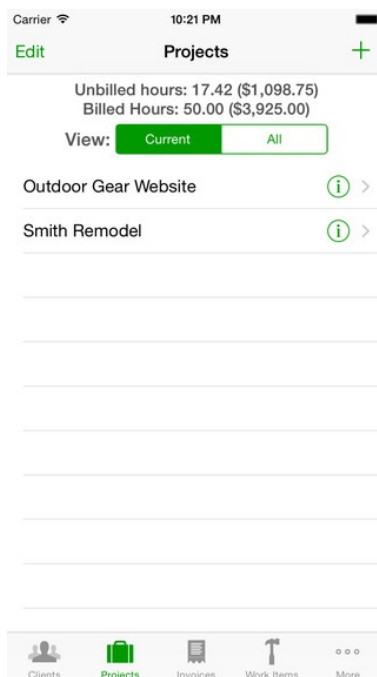 Carrier 10:21 PM
Edit Projects +
Unbilled hours: 17.42 ($1,098.75)
Billed Hours: 50.00 ($3,925.00)
View: Current All
Outdoor Gear Website
Smith Remodel
Clients Projects Invoices Work Items More